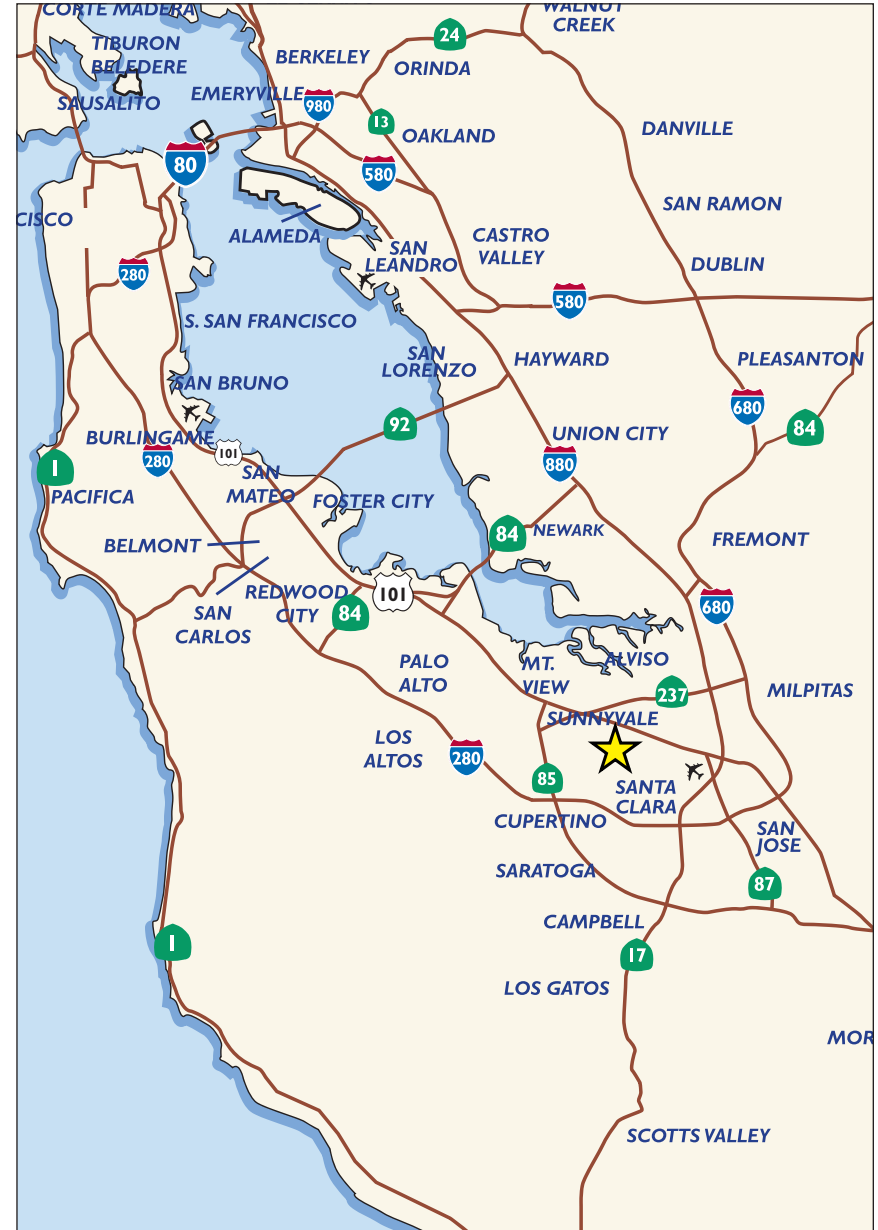 CORTE MADERA
WALNUT
CREEK
24
TIBURON
BELEDERE
BERKELEY
ORINDA
SAUSALITO
EMERYVILLE
980
13
OAKLAND
DANVILLE
80
580
SAN RAMON
CISCO
ALAMEDA
SAN
LEANDRO
CASTRO
VALLEY
DUBLIN
280
580
S. SAN FRANCISCO
SAN
LORENZO
HAYWARD
PLEASANTON
SAN BRUNO
680
92
84
BURLINGAME
UNION CITY
101
280
880
1
SAN
MATEO
PACIFICA
FOSTER CITY
84
NEWARK
FREMONT
BELMONT
REDWOOD
CITY
101
84
680
SAN
CARLOS
PALO
ALTO
MT.
VIEW
ALVISO
237
MILPITAS
SUNNYVALE
LOS
ALTOS
280
85
SANTA
CLARA
CUPERTINO
SAN
JOSE
SARATOGA
87
CAMPBELL
1
17
LOS GATOS
MOR
SCOTTS VALLEY